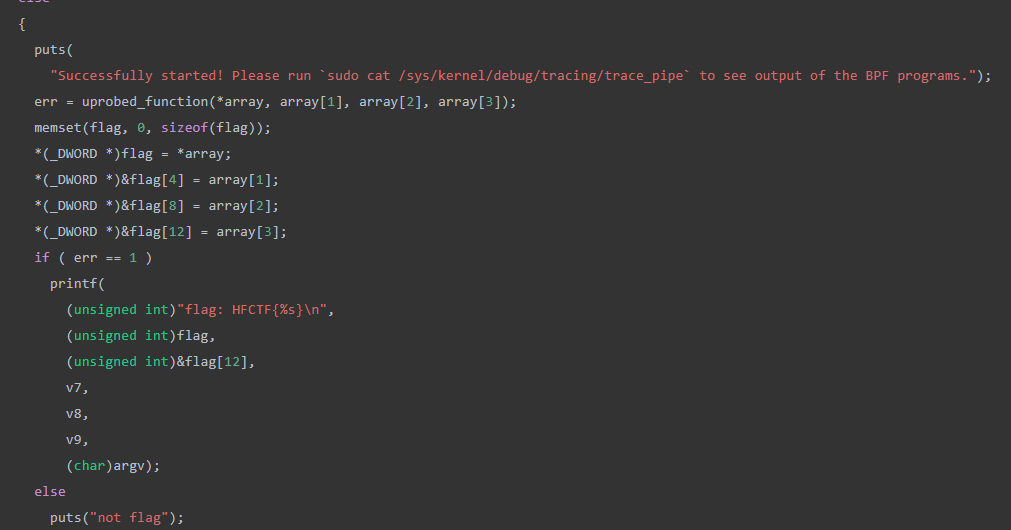 else
{
puts(
"Successfully started! Please run `sudo cat /sys/kernel/debug/tracing/trace_pipe` to see output of the BPF programs.");
err = uprobed_function(*array, array[1], array[2], array[3]);
memset(flag, 0, sizeof(flag));
*(_DWORD *)flag = *array;
*(_DWORD *)&flag[4] = array[1];
*(_DWORD *)&flag[8] = array[2];
*(_DWORD *)&flag[12] = array[3];
if ( err == 1 )
printf(
(unsigned int)"flag: HFCTF{%s}\n",
(unsigned int)flag,
(unsigned int)&flag[12],
v7,
v8,
v9,
(char)argv);
else
puts("not flag");